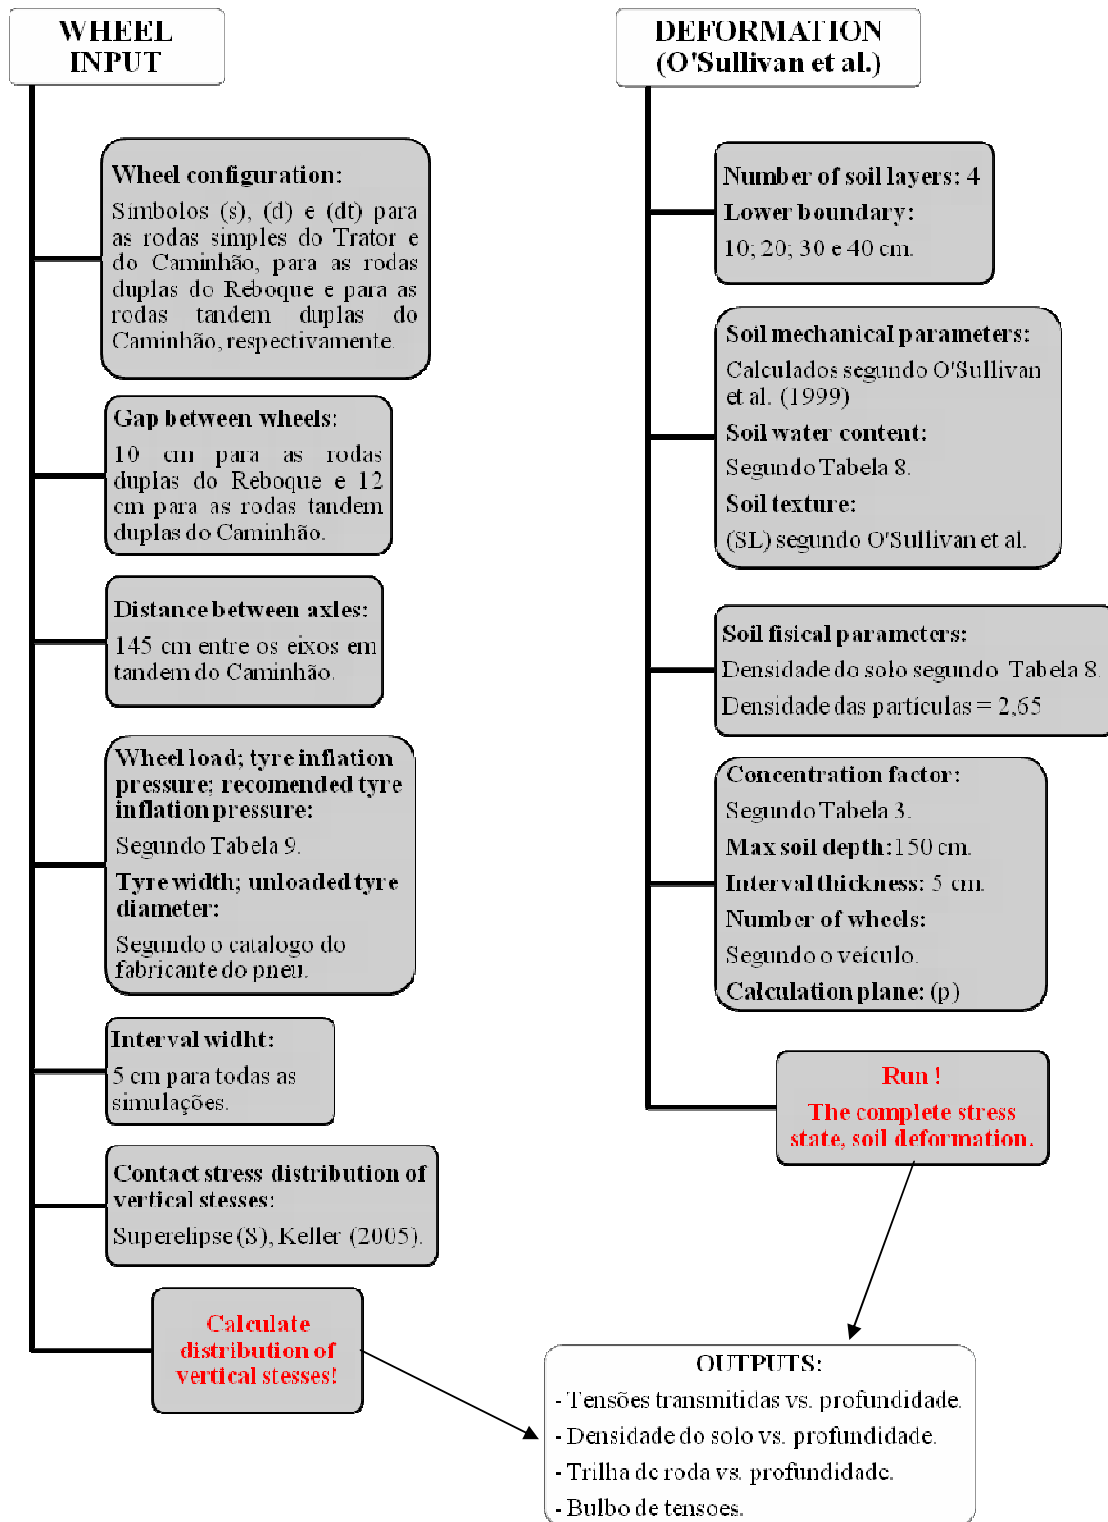 WHEEL
INPUT
Wheel configuration:
Símbolos (s), (d) e (dt) para
as rodas simples do Trator e
do Caminhão, para as rodas
duplas do Reboque e para as
rodas tandem duplas do
Caminhão, respectivamente.
Gap between wheels:
10 cm para as rodas
duplas do Reboque e 12
cm para as rodas tandem
duplas do Caminhão.
Distance between axles:
145 cm entre os eixos em
tandem do Caminhão.
Wheel load; tyre inflation
pressure; recomended tyre
inflation pressure:
Segundo Tabela 9.
Tyre width; unloaded tyre
diameter:
Segundo o catalogo do
fabricante do pneu.
Interval widht:
5 cm para todas as
simulações.
Contact stress distribution of
vertical stesses:
Superelipse (S), Keller (2005).
Calculate
distribution of
vertical stesses!
DEFORMATION
(O'Sullivan et al.)
Number of soil layers: 4
Lower boundary:
10; 20; 30 e 40 cm.
Soil mechanical parameters:
Calculados segundo O'Sullivan
et al. (1999)
Soil water content:
Segundo Tabela 8.
Soil texture:
(SL) segundo O'Sullivan et al.
Soil fisical parameters:
Densidade do solo segundo Tabela 8.
Densidade das partículas = 2,65
Concentration factor:
Segundo Tabela 3.
Max soil depth: 150 cm.
Interval thickness: 5 cm.
Number of wheels:
Segundo o veículo.
Calculation plane: (p)
Run !
The complete stress
state, soil deformation.
OUTPUTS:
- Tensões transmitidas vs. profundidade.
- Densidade do solo vs. profundidade.
- Trilha de roda vs. profundidade.
- Bulbo de tensoes.